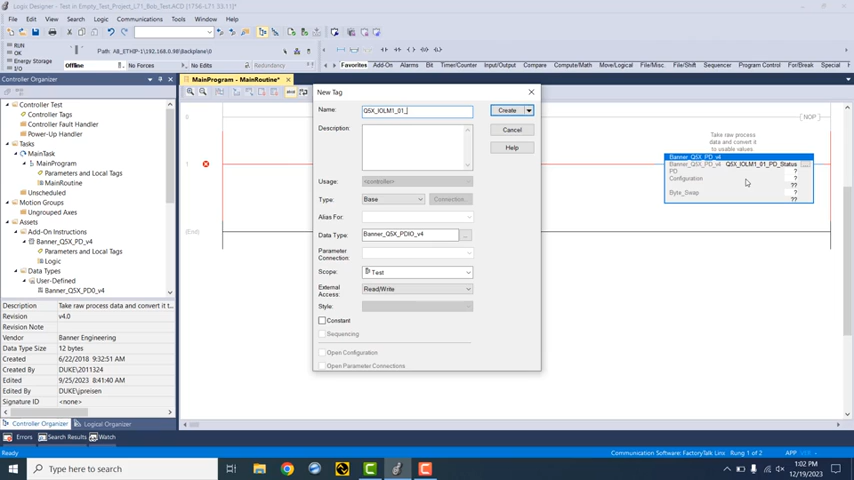 Logix Designer - Test in Empty_Test_Project_L71_Bob_Test.ACD [1756-L71 33.11]*
File Edit View Search Logic Communications Tools Window Help
RUN
OK
Energy Storage
I/O
Path: AB_ETHIP-1\192.168.0.98\Backplane\0
Offline
No Forces
No Edits
Favorites Add-On Alarms Bit Timer/Counter Input/Output Compare Compute/Math Move/Logical File/Misc. File/Shift Sequencer Program Control For/Break
Controller Organizer
Controller Test
Controller Tags
Controller Fault Handler
Power-Up Handler
Tasks
MainTask
MainProgram
Parameters and Local Tags
MainRoutine
Unscheduled
Motion Groups
Ungrouped Axes
Assets
Add-On Instructions
Banner_Q5X_PD_v4
Parameters and Local Tags
Logic
Data Types
User-Defined
Banner_Q5X_PD0_v4
Description Take raw process data and convert it t
Revision v4.0
Revision Note
Vendor Banner Engineering
Data Type Size 12 bytes
Created 6/22/2018 9:32:51 AM
Created By DUKE\2011324
Edited 9/25/2023 8:41:40 AM
Edited By DUKE\jpreisen
Signature ID <none>
Controller Organizer Logical Organizer
Errors Search Results Watch
MainProgram - MainRoutine*
0
NOP
1
(End)
Take raw process
data and convert it
to usable values.
Banner_Q5X_PD_v4
Banner_Q5X_PD_v4 Q5X_IOLM1_01_PD_Status ...
PD ?
Configuration ?
??
Byte_Swap ?
??
New Tag
Name: Q5X_IOLM1_01_
Description:
Usage: <controller>
Type: Base
Connection...
Alias For:
Data Type: Banner_Q5X_PDIO_v4 ...
Parameter
Connection:
Scope: Test
External
Access: Read/Write
Style:
Constant
Sequencing
Open Configuration
Open Parameter Connections
Create
Cancel
Help
Ready
Communication Software: FactoryTalk Linx
Rung 1 of 2
APP
VER
Type here to search
1:02 PM
12/19/2023